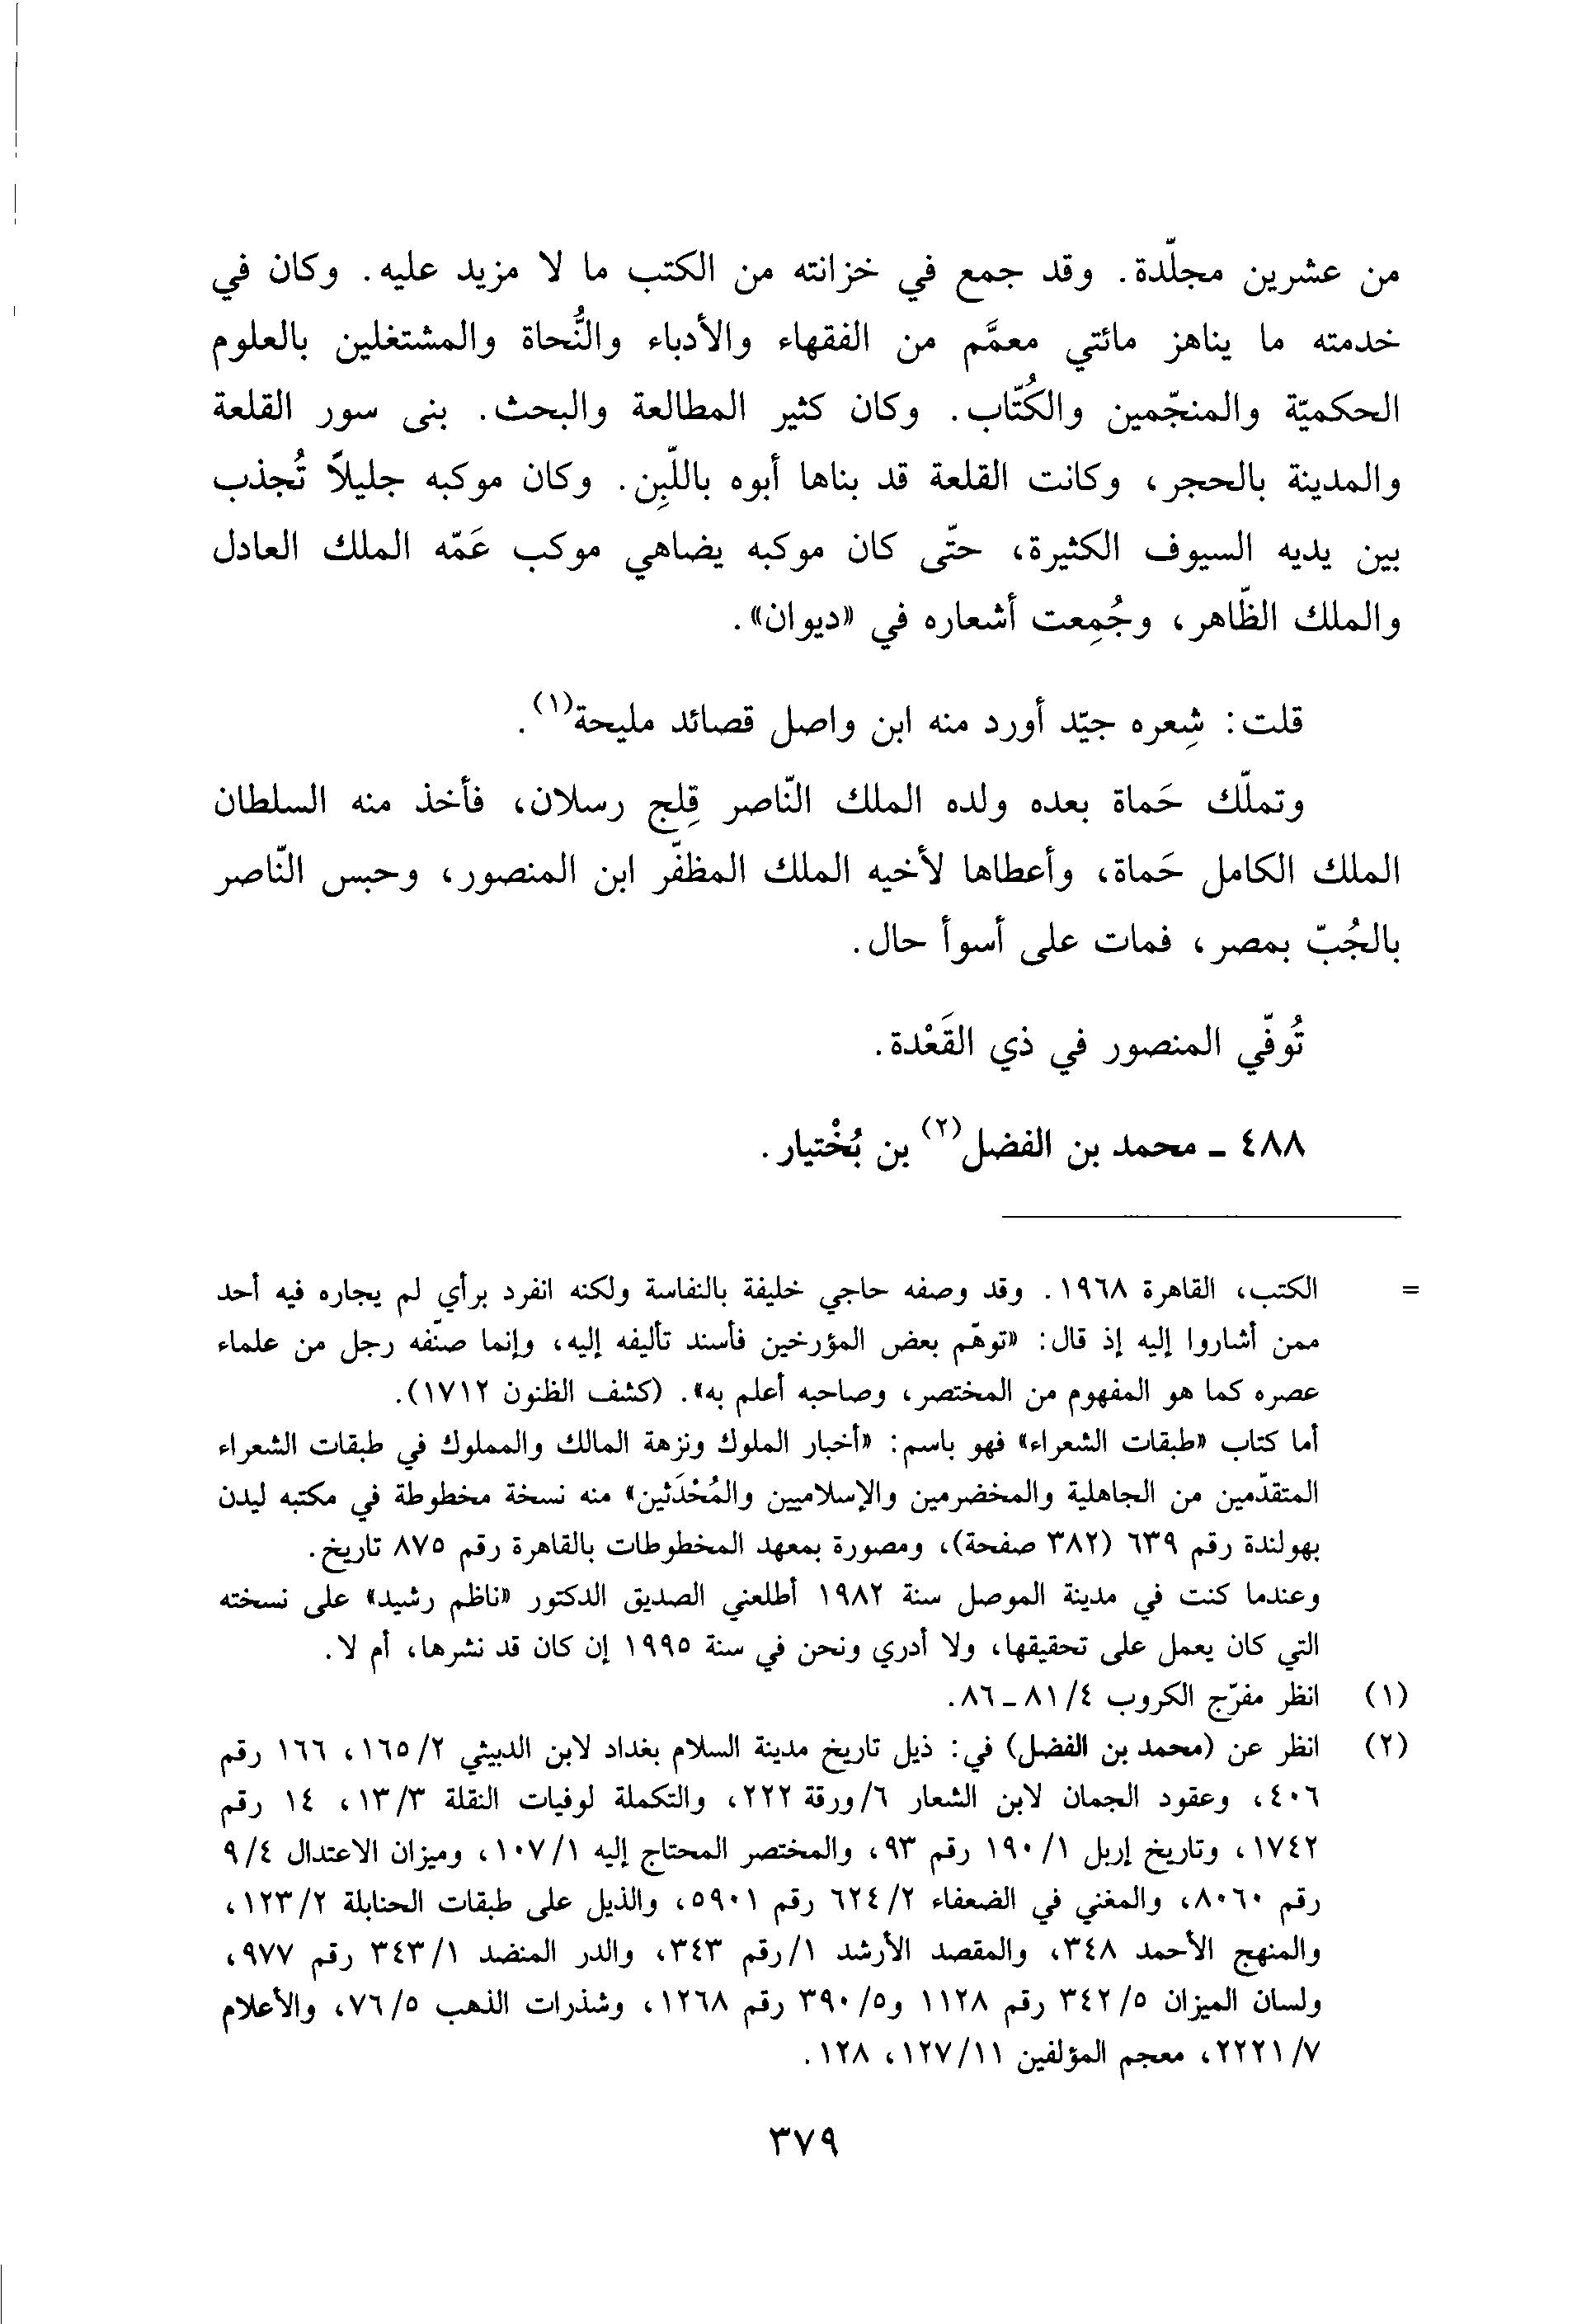 من عشرين مجلّدة. وقد جمع في خزانته من الكتب ما لا مزيد عليه. وكان في
خدمته ما يناهز مائتي معمَّم من الفقهاء والأدباء والنُّحاة والمشتغلين بالعلوم
الحكميّة والمنجّمين والكُتّاب. وكان كثير المطالعة والبحث. بنى سور القلعة
والمدينة بالحجر، وكانت القلعة قد بناها أبوه باللّبِن. وكان موكبه جليلاً تُجذب
بين يديه السيوف الكثيرة، حتّى كان موكبه يضاهي موكب عَمّه الملك العادل
والملك الظّاهر، وجُمِعت أشعاره في «ديوان».
قلت: شِعره جيّد أورد منه ابن واصل قصائد مليحة(١).
وتملّك حَماة بعده ولده الملك النّاصر قِلج رسلان، فأخذ منه السلطان
الملك الكامل حَماة، وأعطاها لأخيه الملك المظفّر ابن المنصور، وحبس النّاصر
بالجُبّ بمصر، فمات على أسوأ حال.
تُوفّي المنصور في ذي القَعْدة.
٤٨٨ ـ محمد بن الفضل(٢) بن بُخْتيار.
= الكتب، القاهرة ١٩٦٨. وقد وصفه حاجي خليفة بالنفاسة ولكنه انفرد برأي لم يجاره فيه أحد
ممن أشاروا إليه إذ قال: «توهّم بعض المؤرخين فأسند تأليفه إليه، وإنما صنّفه رجل من علماء
عصره كما هو المفهوم من المختصر، وصاحبه أعلم به». (كشف الظنون ١٧١٢).
أما كتاب «طبقات الشعراء» فهو باسم: «أخبار الملوك ونزهة المالك والمملوك في طبقات الشعراء
المتقدّمين من الجاهلية والمخضرمين والإسلاميين والمُحْدَثين» منه نسخة مخطوطة في مكتبه ليدن
بهولندة رقم ٦٣٩ (٣٨٢ صفحة)، ومصورة بمعهد المخطوطات بالقاهرة رقم ٨٧٥ تاريخ.
وعندما كنت في مدينة الموصل سنة ١٩٨٢ أطلعني الصديق الدكتور «ناظم رشيد» على نسخته
التي كان يعمل على تحقيقها، ولا أدري ونحن في سنة ١٩٩٥ إن كان قد نشرها، أم لا.
(١) انظر مفرّج الكروب ٤/ ٨١ ـ ٨٦.
(٢) انظر عن (محمد بن الفضل) في: ذيل تاريخ مدينة السلام بغداد لابن الدبيثي ٢/ ١٦٥، ١٦٦ رقم
٤٠٦، وعقود الجمان لابن الشعار ٦/ ورقة ٢٢٢، والتكملة لوفيات النقلة ٣/ ١٣، ١٤ رقم
١٧٤٢، وتاريخ إربل ١/ ١٩٠ رقم ٩٣، والمختصر المحتاج إليه ١/ ١٠٧، وميزان الاعتدال ٤/ ٩
رقم ٨٠٦٠، والمغني في الضعفاء ٢/ ٦٢٤ رقم ٥٩٠١، والذيل على طبقات الحنابلة ٢/ ١٢٣،
والمنهج الأحمد ٣٤٨، والمقصد الأرشد ١/ رقم ٣٤٣، والدر المنضد ١/ ٣٤٣ رقم ٩٧٧،
ولسان الميزان ٥/ ٣٤٢ رقم ١١٢٨ و٥/ ٣٩٠ رقم ١٢٦٨، وشذرات الذهب ٥/ ٧٦، والأعلام
٧/ ٢٢٢١، معجم المؤلفين ١١/ ١٢٧، ١٢٨.
٣٧٩